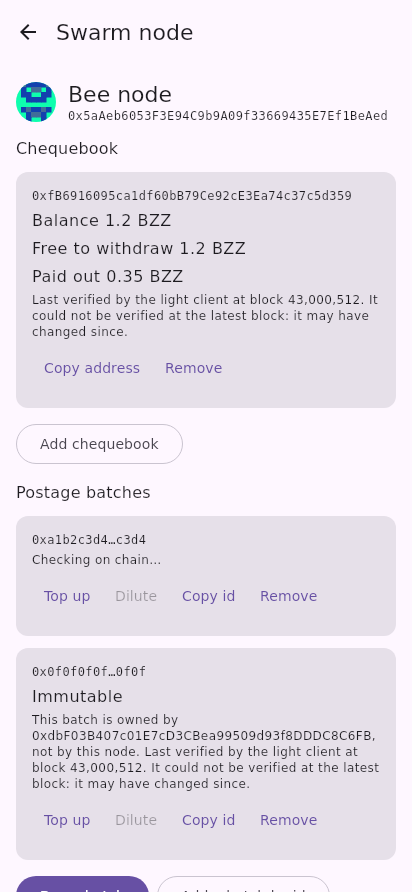 Swarm node
Bee node
0x5aAeb6053F3E94C9b9A09f33669435E7Ef1BeAed
Chequebook
0xfB6916095ca1df60bB79Ce92cE3Ea74c37c5d359
Balance 1.2 BZZ
Free to withdraw 1.2 BZZ
Paid out 0.35 BZZ
Last verified by the light client at block 43,000,512. It
could not be verified at the latest block: it may have
changed since.
Copy address Remove
Add chequebook
Postage batches
0xa1b2c3d4…c3d4
Checking on chain…
Top up Dilute Copy id Remove
0x0f0f0f0f…0f0f
Immutable
This batch is owned by
0xdbF03B407c01E7cD3CBea99509d93f8DDDC8C6FB,
not by this node. Last verified by the light client at
block 43,000,512. It could not be verified at the latest
block: it may have changed since.
Top up Dilute Copy id Remove